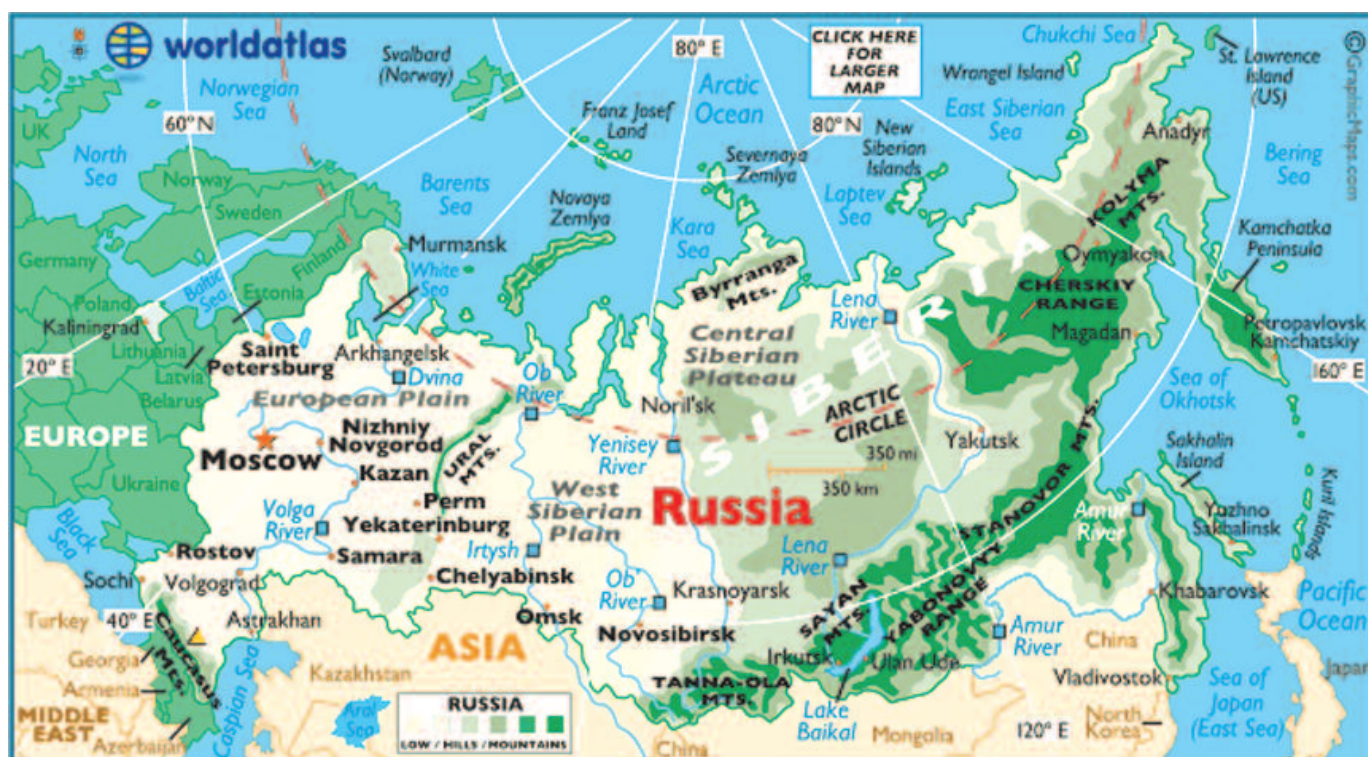 worldatlas
80° E
CLICK HERE
FOR
LARGER
MAP
Chukchi Sea
©GraphicMaps.com
Svalbard
(Norway)
Wrangel Island
St. Lawrence
Island
(US)
Norwegian
Sea
Arctic
Ocean
East Siberian
Sea
UK
60° N
Franz Josef
Land
80° N
New
Siberian
Islands
Anadyr
North
Sea
Severnaya
Zemlya
Bering
Sea
Norway
Barents
Sea
Laptev
Sea
KOLYMA
MTS.
Sweden
Novaya
Zemlya
Kara
Sea
Kamchatka
Peninsula
Germany
Finland
Murmansk
Oymyakon
Baltic
Sea
White
Sea
Byrranga
Mts.
CHERSKIY
RANGE
Poland
Estonia
Lena
River
Kaliningrad
Magadan
Petropavlovsk
Kamchatskiy
Lithuania
Saint
Petersburg
Arkhangelsk
Central
Siberian
Plateau
20° E
Latvia
Dvina
Ob
River
160° E
Belarus
European Plain
Noril'sk
ARCTIC
CIRCLE
SIBERIA
Sea of
Okhotsk
EUROPE
Nizhniy
Novgorod
Yenisey
River
Yakutsk
Sakhalin
Island
Moscow
URAL
MTS.
350 mi
Kazan
350 km
Ukraine
Perm
West
Siberian
Plain
Russia
STANOVOY MTS.
Amur
River
Yuzhno
Sakhalinsk
Kuril Islands
Black
Sea
Volga
River
Yekaterinburg
Irtysh
Rostov
Samara
Lena
River
Sochi
Volgograd
Chelyabinsk
Ob'
River
Krasnoyarsk
SAYAN
MTS.
YABONOVYY
RANGE
Khabarovsk
Pacific
Ocean
Turkey
40° E
Astrakhan
Omsk
Novosibirsk
Amur
River
China
Caucasus
Mts.
ASIA
Irkutsk
Ulan Ude
Georgia
Kazakhstan
TANNA-OLA
MTS.
Vladivostok
Japan
Armenia
Caspian Sea
RUSSIA
Sea of
Japan
(East Sea)
MIDDLE
EAST
Aral
Sea
Lake
Baikal
120° E
North
Korea
Azerbaijan
LOW / HILLS / MOUNTAINS
China
Mongolia